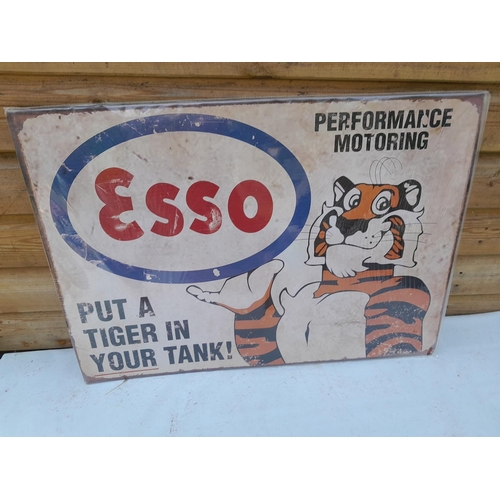 PERFORMANCE
MOTORING
Esso
PUT A
TIGER IN
YOUR TANK!